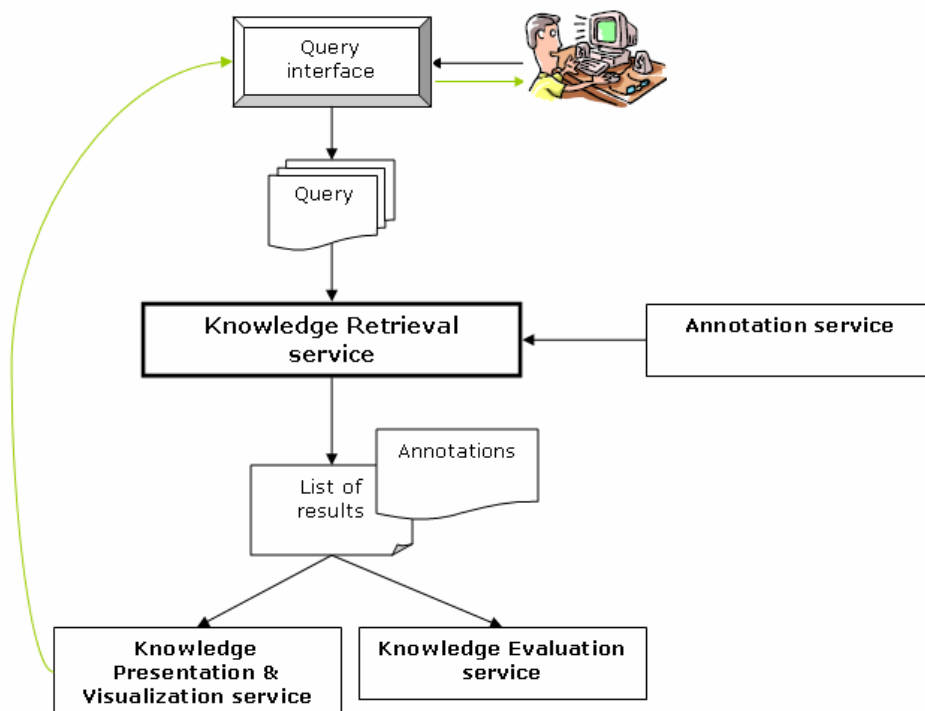 Query
interface
Query
Knowledge Retrieval
service
Annotation service
Annotations
List of
results
Knowledge
Presentation &
Visualization service
Knowledge Evaluation
service